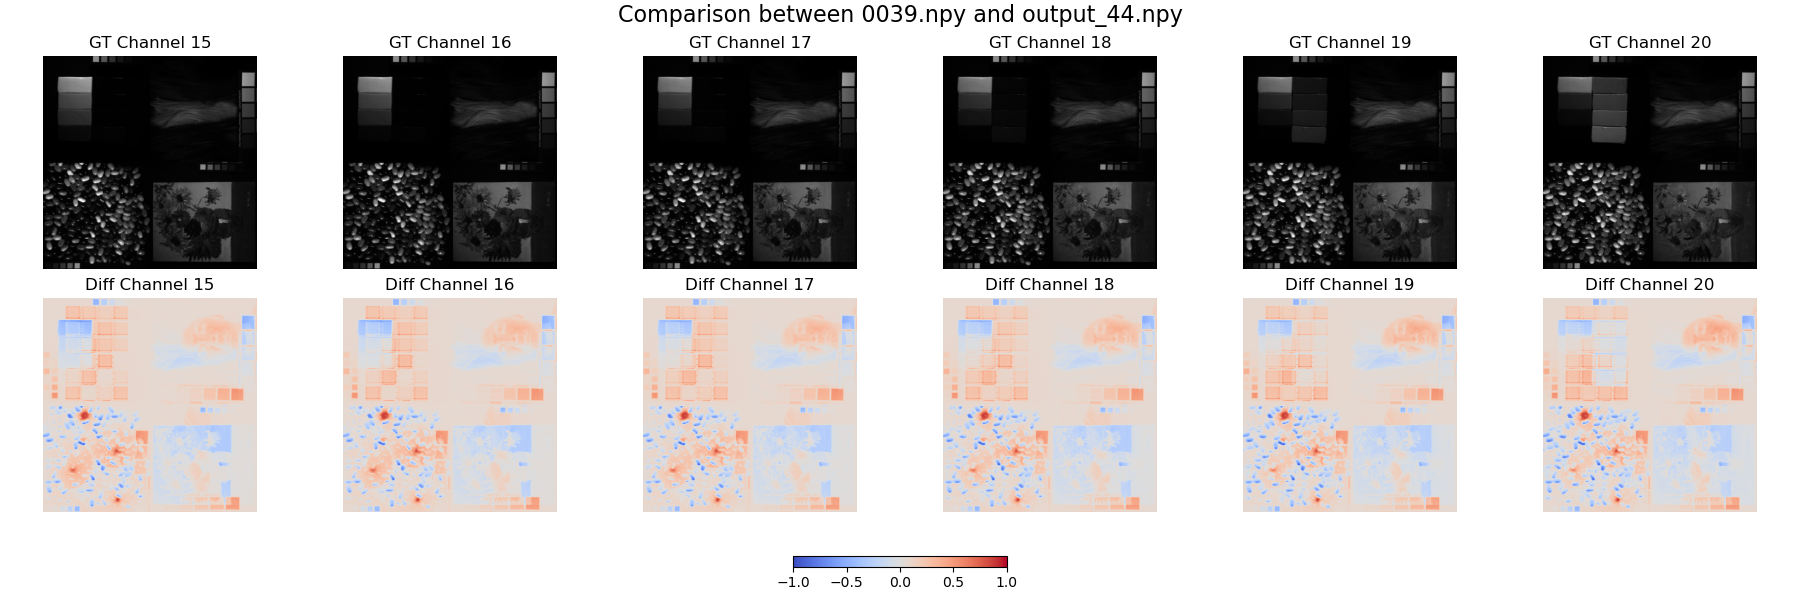 Comparison between 0039.npy and output_44.npy
GT Channel 15 GT Channel 16 GT Channel 17 GT Channel 18 GT Channel 19 GT Channel 20
Diff Channel 15 Diff Channel 16 Diff Channel 17 Diff Channel 18 Diff Channel 19 Diff Channel 20
−1.0 −0.5 0.0 0.5 1.0